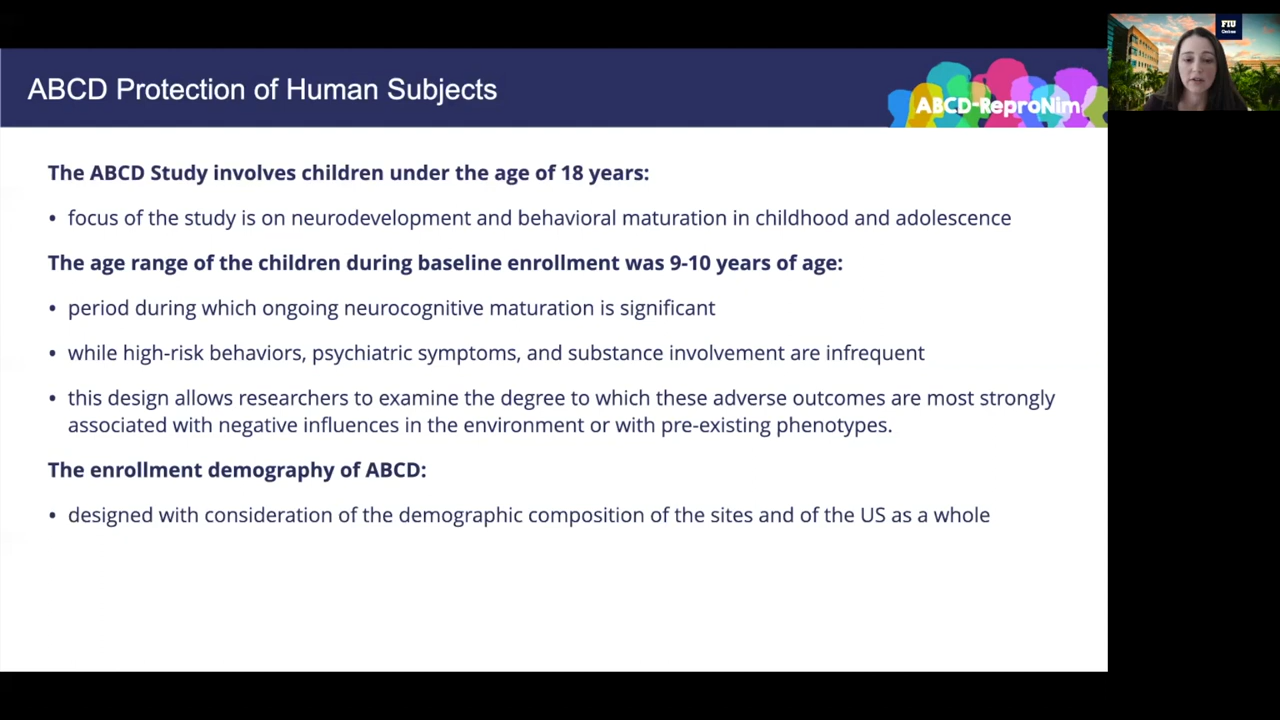 ABCD Protection of Human Subjects
ABCD-ReproNim
FIU
Online
The ABCD Study involves children under the age of 18 years:
• focus of the study is on neurodevelopment and behavioral maturation in childhood and adolescence
The age range of the children during baseline enrollment was 9-10 years of age:
• period during which ongoing neurocognitive maturation is significant
• while high-risk behaviors, psychiatric symptoms, and substance involvement are infrequent
• this design allows researchers to examine the degree to which these adverse outcomes are most strongly
associated with negative influences in the environment or with pre-existing phenotypes.
The enrollment demography of ABCD:
• designed with consideration of the demographic composition of the sites and of the US as a whole